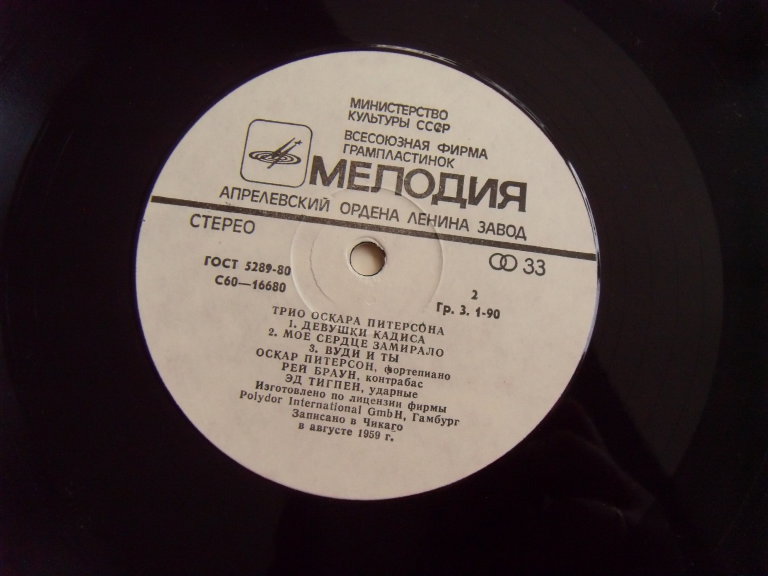 МИНИСТЕРСТВО
КУЛЬТУРЫ СССР
ВСЕСОЮЗНАЯ ФИРМА
ГРАМПЛАСТИНОК
МЕЛОДИЯ
АПРЕЛЕВСКИЙ ОРДЕНА ЛЕНИНА ЗАВОД
СТЕРЕО
33
ГОСТ 5289-80
С60—16680
2
Гр. 3. 1-90
ТРИО ОСКАРА ПИТЕРСОНА
1. ДЕВУШКИ КАДИСА
2. МОЕ СЕРДЦЕ ЗАМИРАЛО
3. ВУДИ И ТЫ
ОСКАР ПИТЕРСОН, фортепиано
РЕЙ БРАУН, контрабас
ЭД ТИГПЕН, ударные
Изготовлено по лицензии фирмы
Polydor International GmbH, Гамбург
Записано в Чикаго
в августе 1959 г.